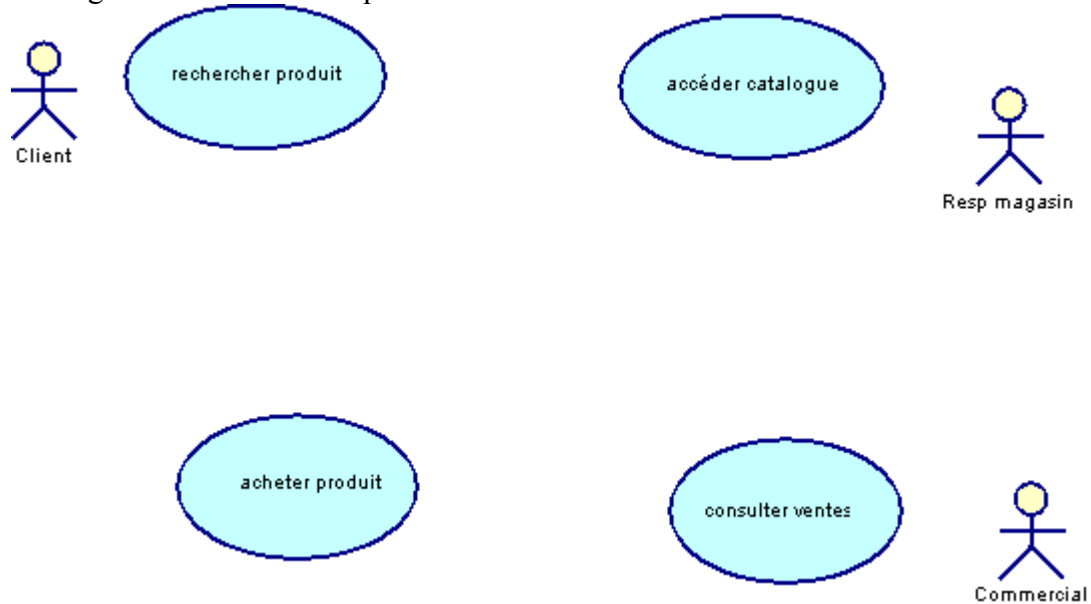 rechercher produit
accéder catalogue
Client
Resp magasin
acheter produit
consulter ventes
Commercial